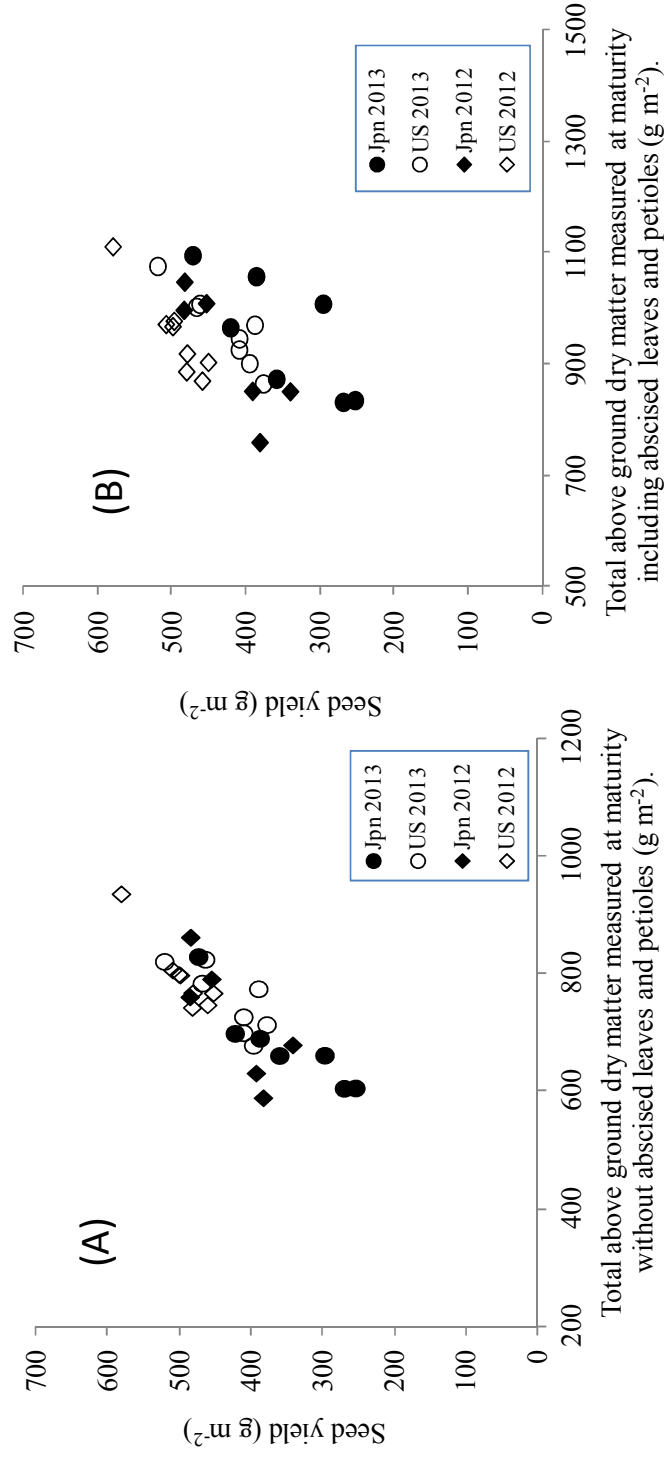 (A)
Seed yield (g m⁻²)
700
600
500
400
300
200
100
0
200
400
600
800
1000
1200
Jpn 2013
US 2013
Jpn 2012
US 2012
Total above ground dry matter measured at maturity
without abscised leaves and petioles (g m⁻²).
(B)
Seed yield (g m⁻²)
700
600
500
400
300
200
100
0
500
700
900
1100
1300
1500
Jpn 2013
US 2013
Jpn 2012
US 2012
Total above ground dry matter measured at maturity
including abscised leaves and petioles (g m⁻²).